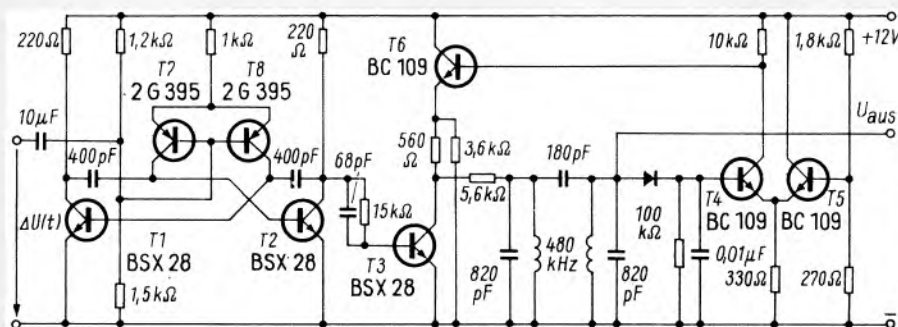 220Ω
1,2kΩ
1kΩ
220
Ω
T6
BC 109
10kΩ
1,8kΩ
+12V
T7
2 G 395
T8
2 G 395
Uaus
10µF
400pF
400pF
68pF
560
Ω
3,6kΩ
180pF
5,6kΩ
15kΩ
ΔU(t)
T1
BSX 28
T2
BSX 28
T3
BSX 28
1,5kΩ
820
pF
480
kHz
820
pF
100
kΩ
0,01µF
T4
BC 109
T5
BC 109
330Ω
270Ω